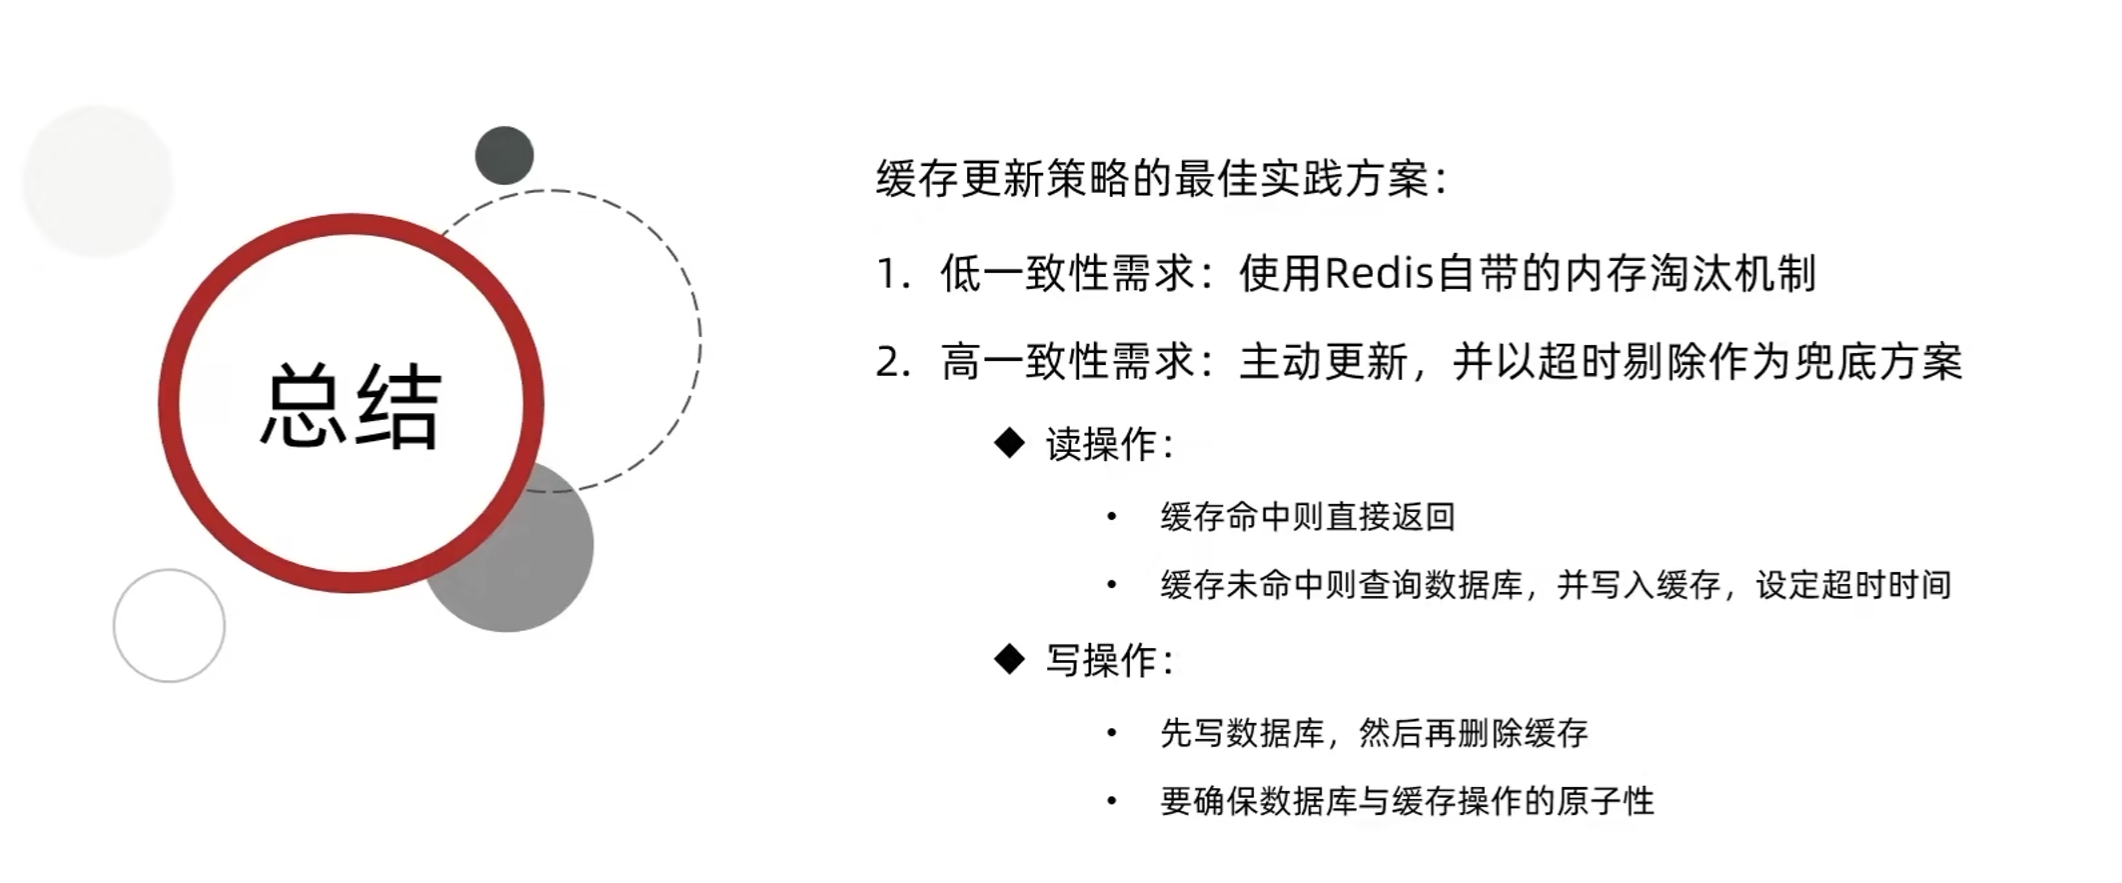 总结
缓存更新策略的最佳实践方案：
1. 低一致性需求：使用Redis自带的内存淘汰机制
2. 高一致性需求：主动更新，并以超时剔除作为兜底方案
◆ 读操作：
• 缓存命中则直接返回
• 缓存未命中则查询数据库，并写入缓存，设定超时时间
◆ 写操作：
• 先写数据库，然后再删除缓存
• 要确保数据库与缓存操作的原子性